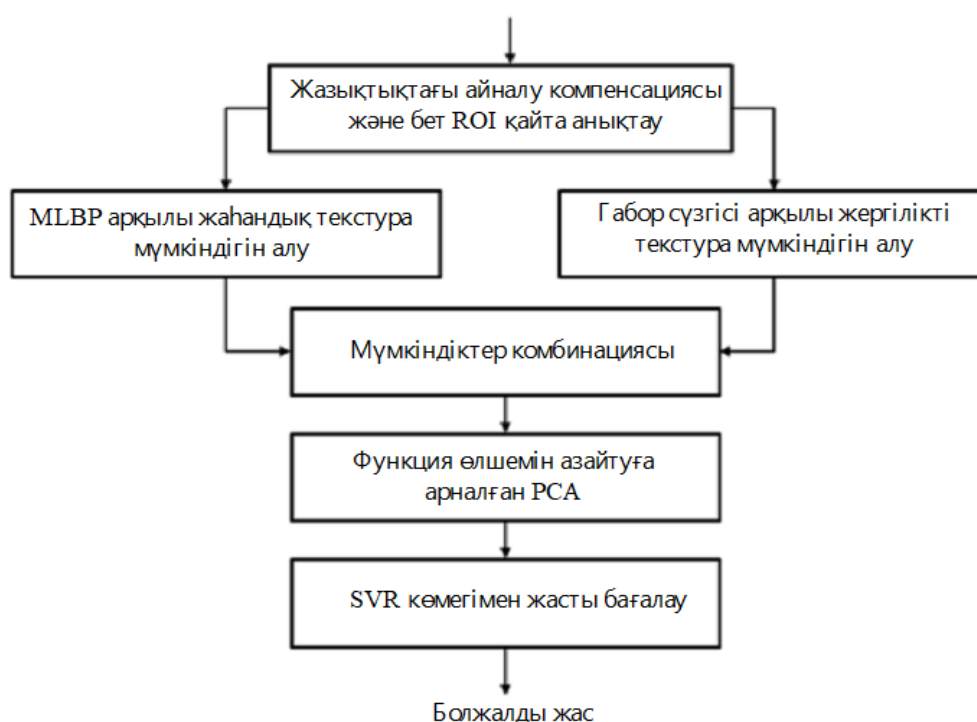 Жазықтықтағы айналу компенсациясы
және бет ROI қайта анықтау
MLBP арқылы жаһандық текстура
мүмкіндігін алу
Габор сүзгісі арқылы жергілікті
текстура мүмкіндігін алу
Мүмкіндіктер комбинациясы
Функция өлшемін азайтуға
арналған PCA
SVR көмегімен жасты бағалау
Болжалды жас